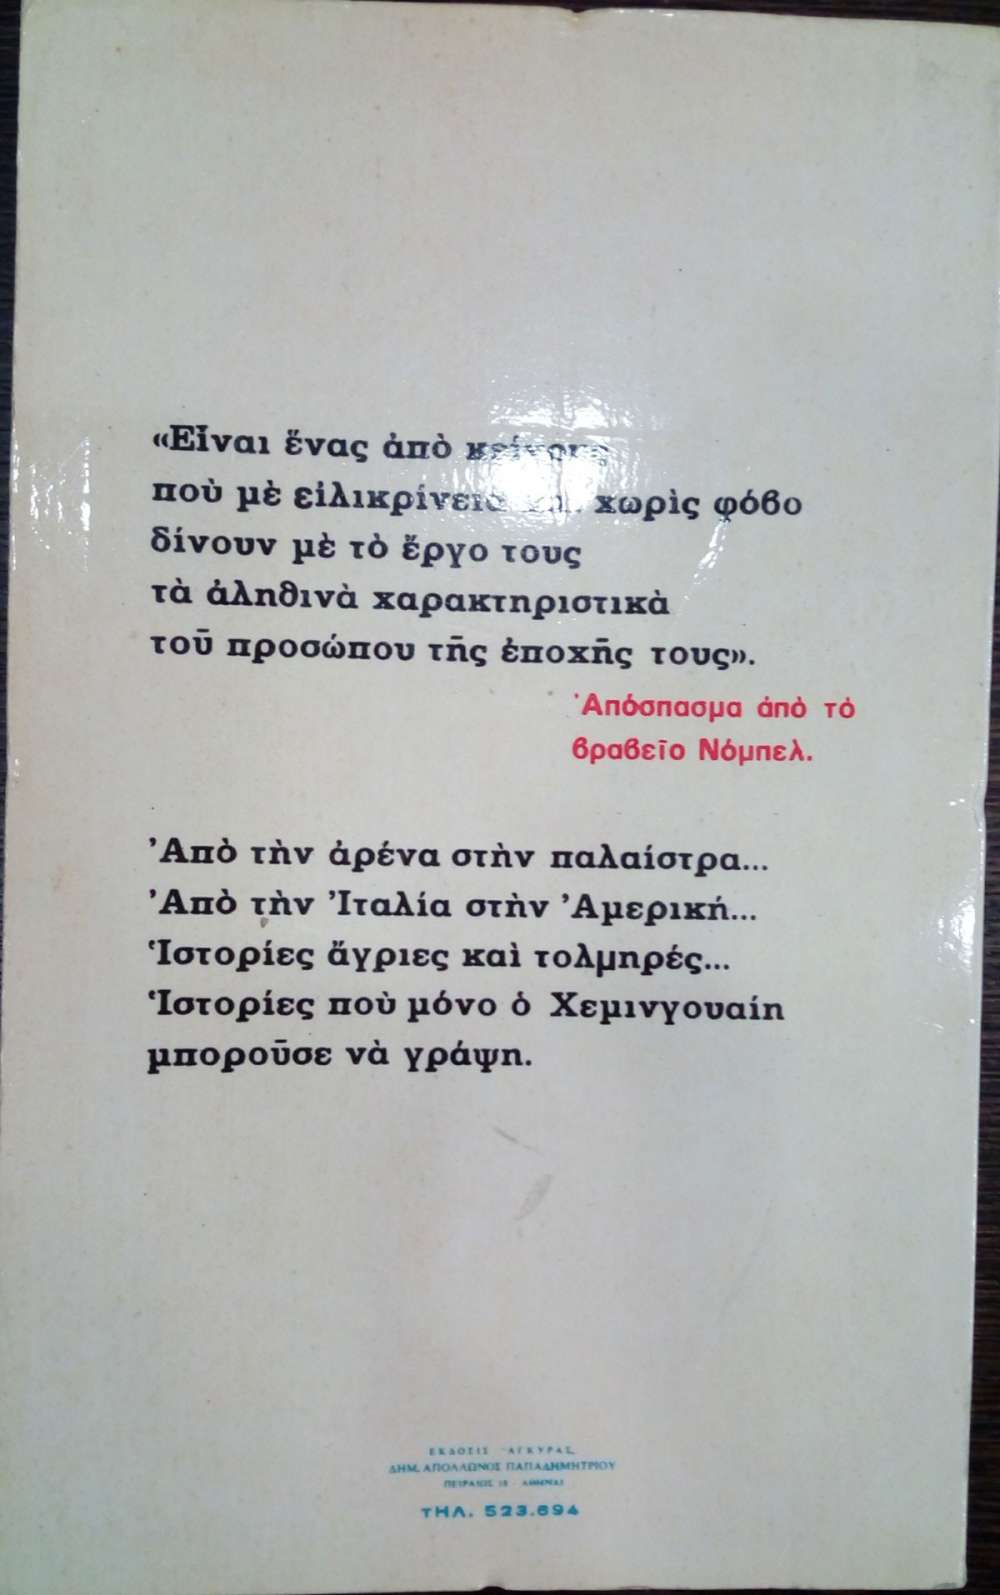 «Εἶναι ἕνας ἀπὸ κείνους
ποὺ μὲ εἰλικρίνεια καὶ χωρὶς φόβο
δίνουν μὲ τὸ ἔργο τους
τὰ ἀληθινὰ χαρακτηριστικὰ
τοῦ προσώπου τῆς ἐποχῆς τους».
Ἀπόσπασμα ἀπὸ τὸ
βραβεῖο Νόμπελ.
Ἀπὸ τὴν ἀρένα στὴν παλαίστρα...
Ἀπὸ τὴν Ἰταλία στὴν Ἀμερική...
Ἱστορίες ἄγριες καὶ τολμηρές...
Ἱστορίες ποὺ μόνο ὁ Χεμινγουαίη
μποροῦσε νὰ γράψη.
ΕΚΔΟΣΙΣ ἈΓΚΥΡΑΣ
ΔΗΜ. ΑΠΟΛΛΩΝΟΣ ΠΑΠΑΔΗΜΗΤΡΙΟΥ
ΠΕΙΡΑΙΩΣ - ΑΘΗΝΑΙ
ΤΗΛ. 523.694